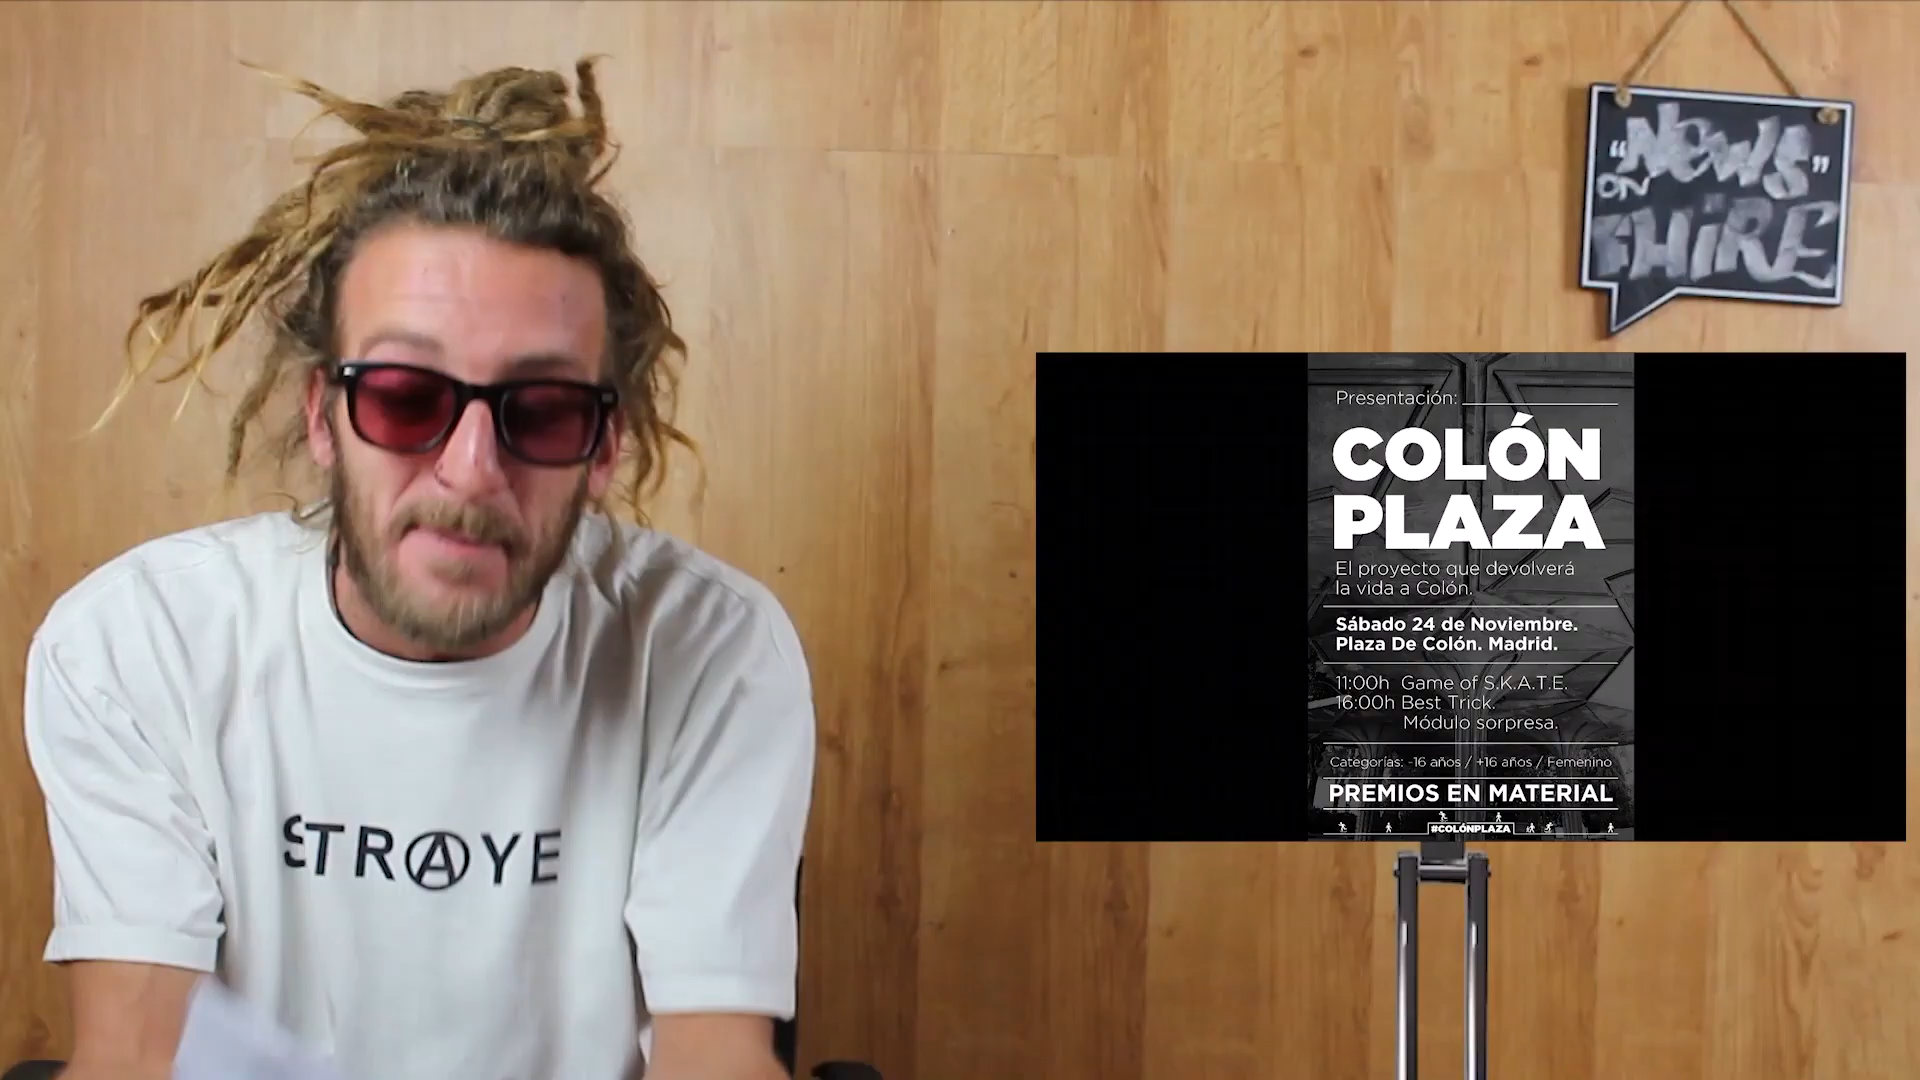 "NEWS"
ON
FHIRE
Presentación:
COLÓN
PLAZA
El proyecto que devolverá
la vida a Colón.
Sábado 24 de Noviembre.
Plaza De Colón. Madrid.
11:00h Game of S.K.A.T.E.
16:00h Best Trick.
Módulo sorpresa.
Categorías: -16 años / +16 años / Femenino
PREMIOS EN MATERIAL
#COLÓNPLAZA
STRAYE